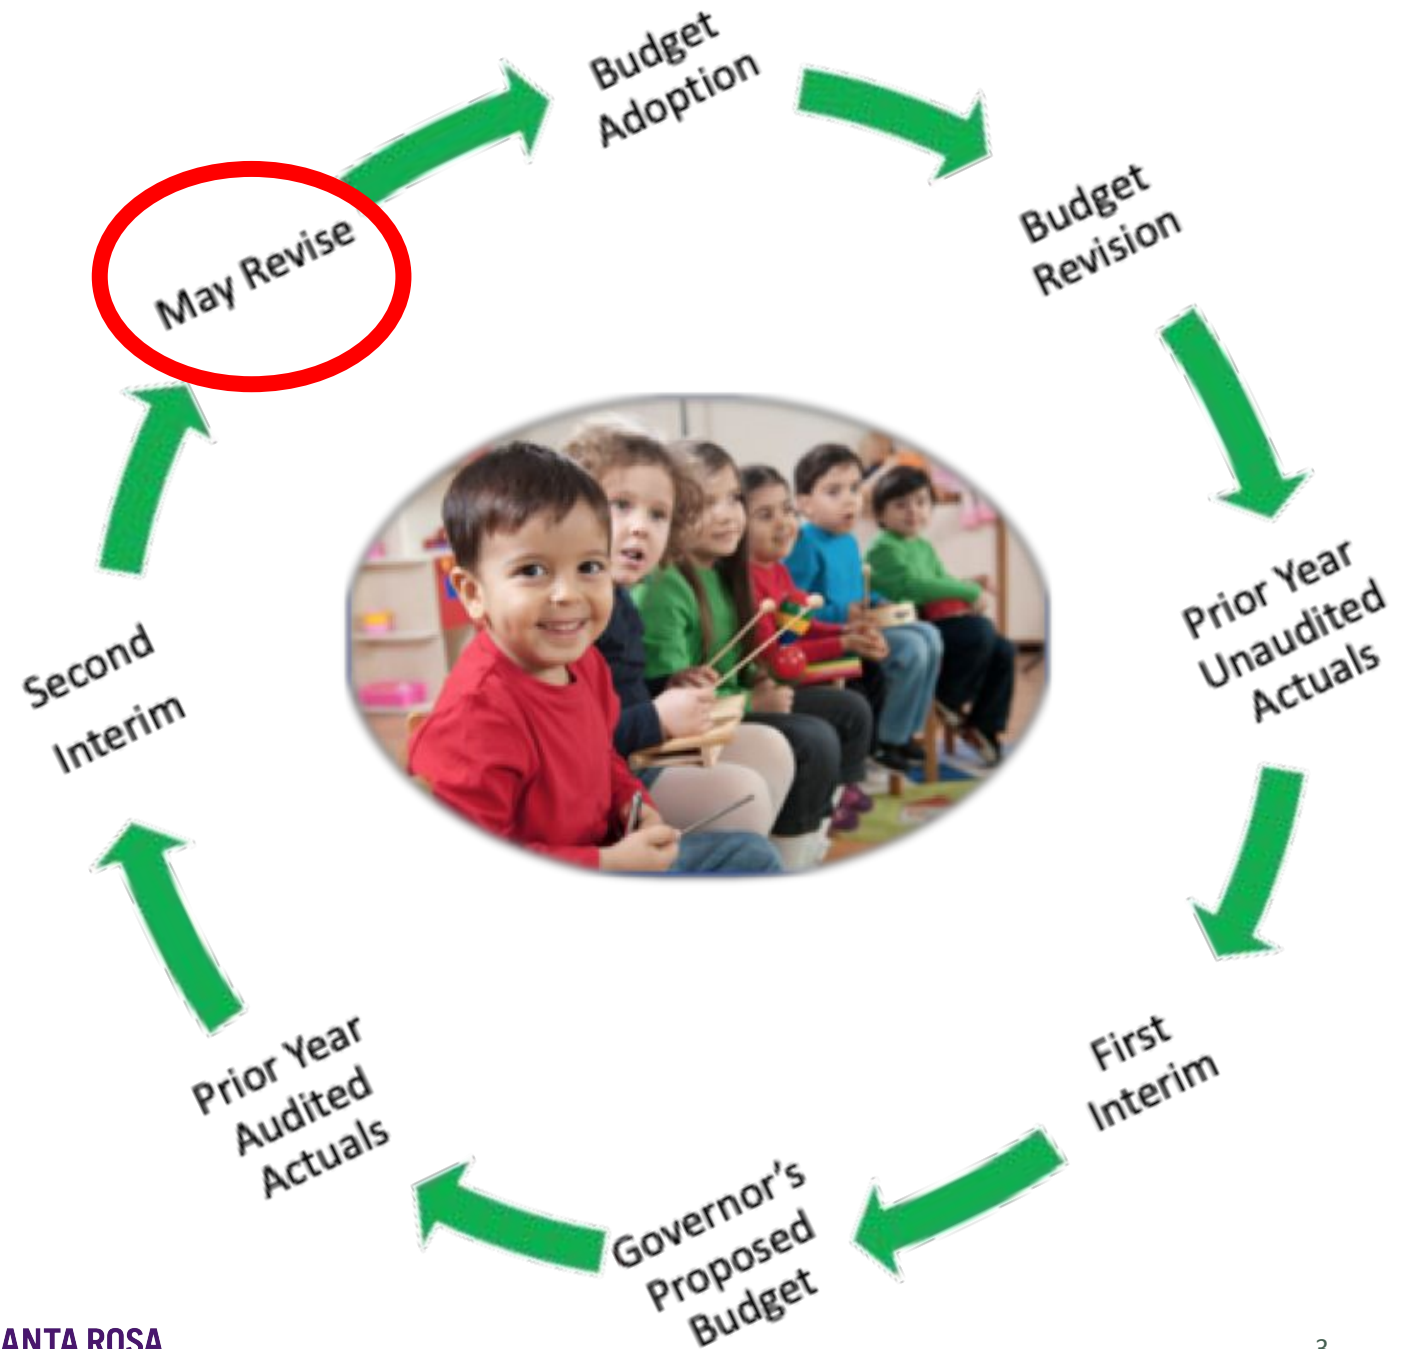 Budget
Adoption
Budget
Revision
Prior Year
Unaudited
Actuals
First
Interim
Governor's
Proposed
Budget
Prior Year
Audited
Actuals
Second
Interim
May Revise
ANTA ROSA
3